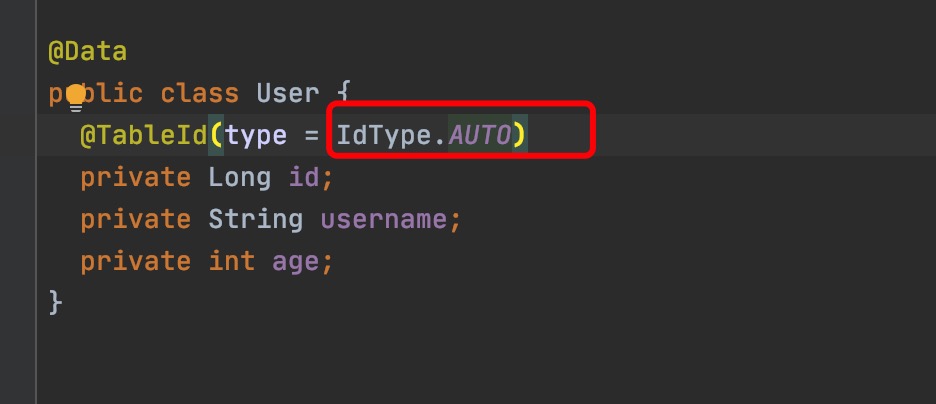 @Data
public class User {
@TableId(type = IdType.AUTO)
private Long id;
private String username;
private int age;
}